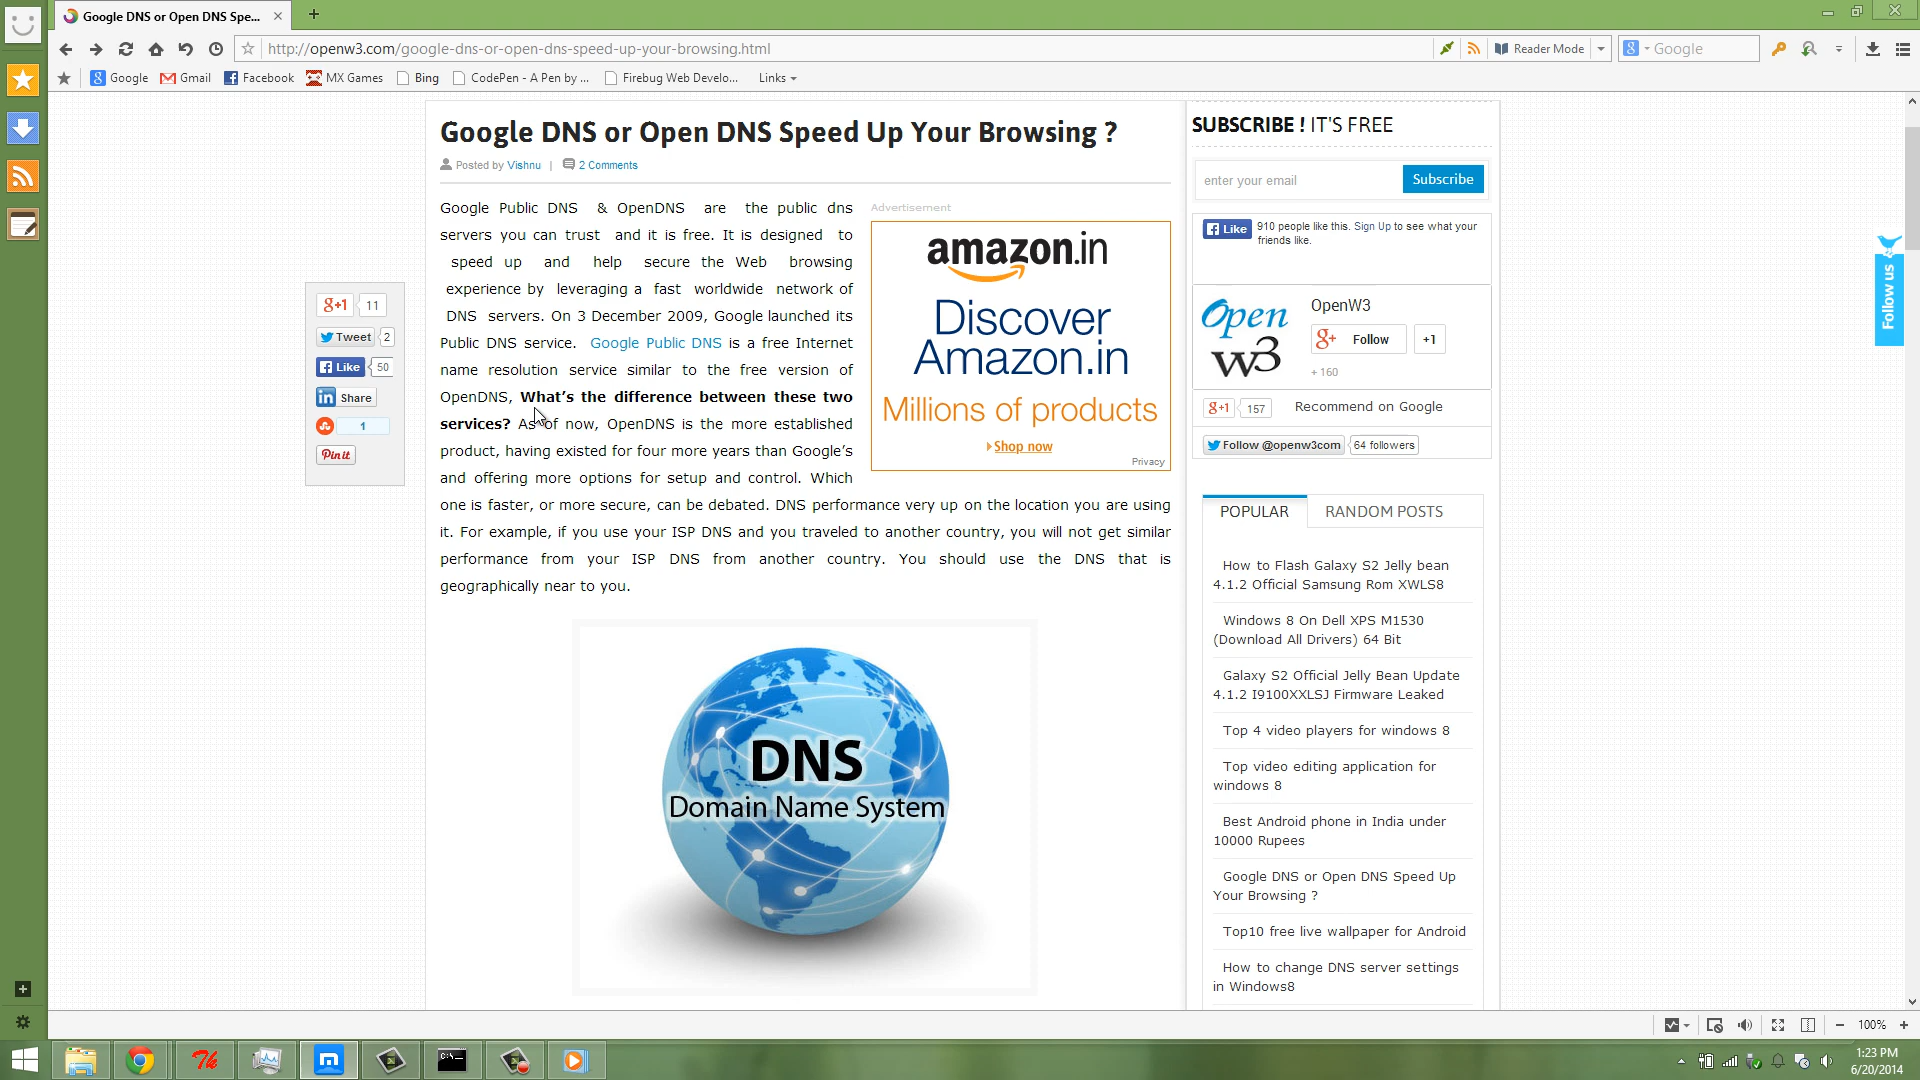 Google DNS or Open DNS Spe...
http://openw3.com/google-dns-or-open-dns-speed-up-your-browsing.html
Reader Mode
Google
Google
Gmail
Facebook
MX Games
Bing
CodePen - A Pen by ...
Firebug Web Develo...
Links
Google DNS or Open DNS Speed Up Your Browsing ?
Posted by Vishnu | 2 Comments
Google Public DNS & OpenDNS are the public dns
servers you can trust and it is free. It is designed to
speed up and help secure the Web browsing
experience by leveraging a fast worldwide network of
DNS servers. On 3 December 2009, Google launched its
Public DNS service. Google Public DNS is a free Internet
name resolution service similar to the free version of
OpenDNS, What's the difference between these two
services? As of now, OpenDNS is the more established
product, having existed for four more years than Google's
and offering more options for setup and control. Which
one is faster, or more secure, can be debated. DNS performance very up on the location you are using
it. For example, if you use your ISP DNS and you traveled to another country, you will not get similar
performance from your ISP DNS from another country. You should use the DNS that is
geographically near to you.
Advertisement
amazon.in
Discover
Amazon.in
Millions of products
Shop now
Privacy
g+1 11
Tweet 2
Like 50
in Share
1
Pin it
DNS
Domain Name System
SUBSCRIBE ! IT'S FREE
enter your email
Subscribe
Like 910 people like this. Sign Up to see what your
friends like.
Open
w3
OpenW3
g+ Follow
+1
+ 160
g+1 157 Recommend on Google
Follow @openw3com 64 followers
Follow us
POPULAR
RANDOM POSTS
How to Flash Galaxy S2 Jelly bean
4.1.2 Official Samsung Rom XWLS8
Windows 8 On Dell XPS M1530
(Download All Drivers) 64 Bit
Galaxy S2 Official Jelly Bean Update
4.1.2 I9100XXLSJ Firmware Leaked
Top 4 video players for windows 8
Top video editing application for
windows 8
Best Android phone in India under
10000 Rupees
Google DNS or Open DNS Speed Up
Your Browsing ?
Top10 free live wallpaper for Android
How to change DNS server settings
in Windows8
100%
1:23 PM
6/20/2014